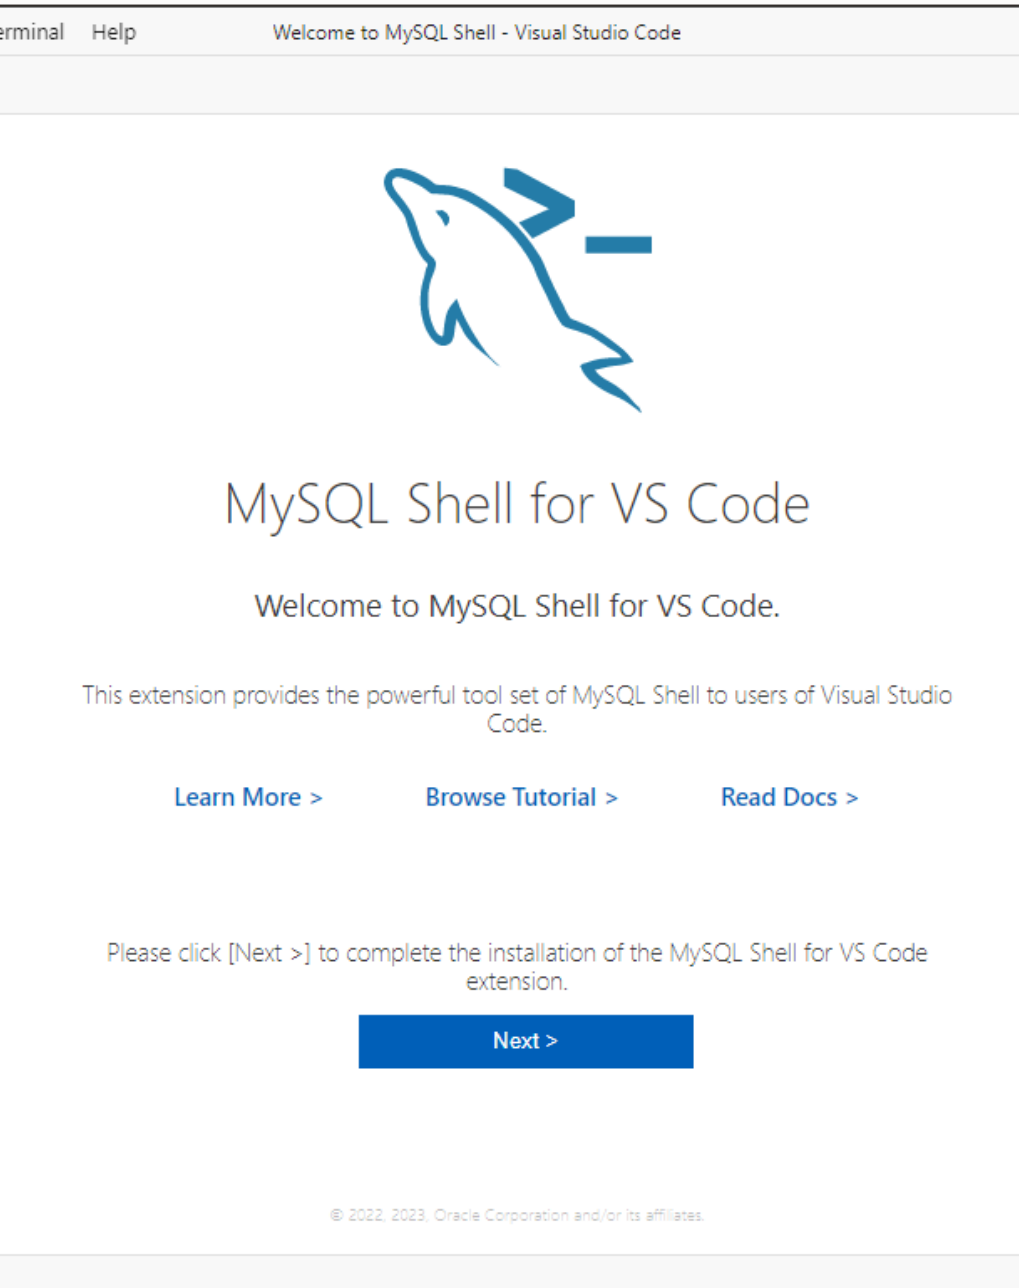 Help
Welcome to MySQL Shell - Visual Studio Code
MySQL Shell for VS Code
Welcome to MySQL Shell for VS Code.
This extension provides the powerful tool set of MySQL Shell to users of Visual Studio
Code.
Learn More >
Browse Tutorial >
Read Docs >
Please click [Next >] to complete the installation of the MySQL Shell for VS Code
extension.
Next >
© 2022, 2023, Oracle Corporation and/or its affiliates.